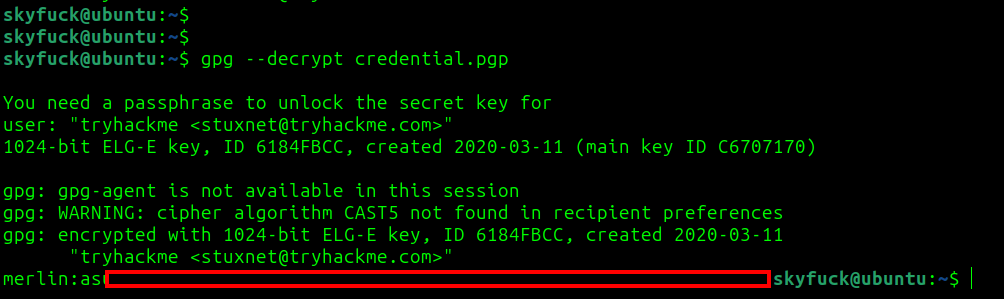 skyfuck@ubuntu:~$
skyfuck@ubuntu:~$
skyfuck@ubuntu:~$ gpg --decrypt credential.pgp
You need a passphrase to unlock the secret key for
user: "tryhackme <stuxnet@tryhackme.com>"
1024-bit ELG-E key, ID 6184FBCC, created 2020-03-11 (main key ID C6707170)
gpg: gpg-agent is not available in this session
gpg: WARNING: cipher algorithm CAST5 not found in recipient preferences
gpg: encrypted with 1024-bit ELG-E key, ID 6184FBCC, created 2020-03-11
"tryhackme <stuxnet@tryhackme.com>"
merlin:as skyfuck@ubuntu:~$